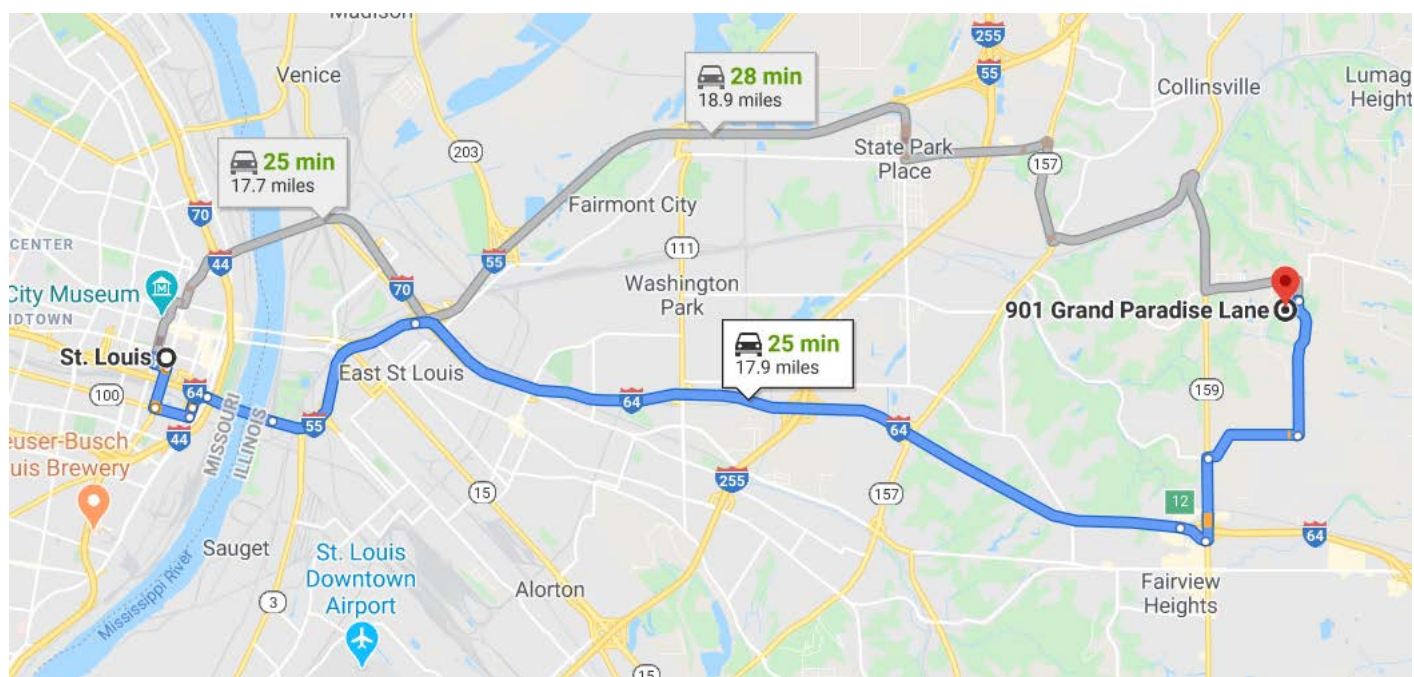 Madison
255
55
Venice
28 min
18.9 miles
Collinsville
Lumag
Height
203
25 min
17.7 miles
State Park
Place
157
70
Fairmont City
CENTER
44
55
111
City Museum
70
Washington
Park
901 Grand Paradise Lane
DTOWN
St. Louis
25 min
17.9 miles
East St Louis
100
64
64
159
44
55
64
MISSOURI
ILLINOIS
euser-Busch
uis Brewery
255
15
157
12
64
Sauget
St. Louis
Downtown
Airport
Alorton
Fairview
Heights
3
Mississippi River
15